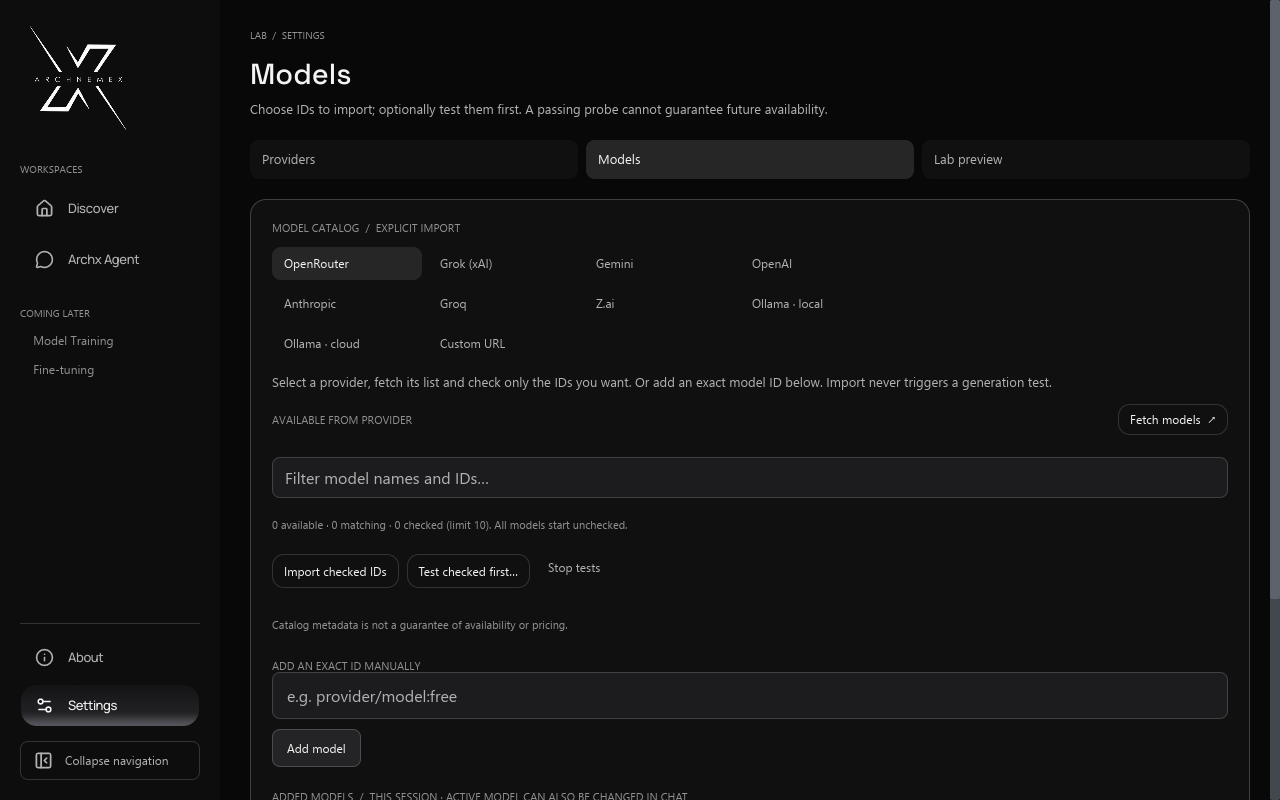 ARCHNEMEX
WORKSPACES
Discover
Archx Agent
COMING LATER
Model Training
Fine-tuning
About
Settings
Collapse navigation
LAB / SETTINGS
Models
Choose IDs to import; optionally test them first. A passing probe cannot guarantee future availability.
Providers
Models
Lab preview
MODEL CATALOG / EXPLICIT IMPORT
OpenRouter
Grok (xAI)
Gemini
OpenAI
Anthropic
Groq
Z.ai
Ollama · local
Ollama · cloud
Custom URL
Select a provider, fetch its list and check only the IDs you want. Or add an exact model ID below. Import never triggers a generation test.
AVAILABLE FROM PROVIDER
Fetch models ↗
Filter model names and IDs...
0 available · 0 matching · 0 checked (limit 10). All models start unchecked.
Import checked IDs
Test checked first...
Stop tests
Catalog metadata is not a guarantee of availability or pricing.
ADD AN EXACT ID MANUALLY
e.g. provider/model:free
Add model
ADDED MODELS / THIS SESSION · ACTIVE MODEL CAN ALSO BE CHANGED IN CHAT